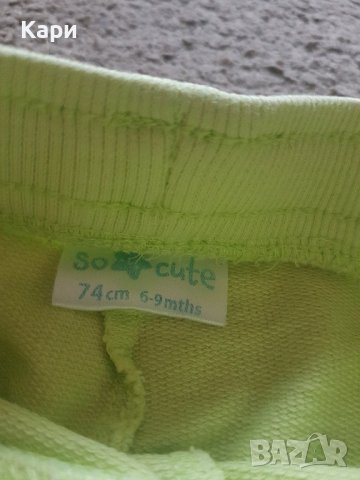 Кари
so cute
74cm 6-9mths
BAZAR